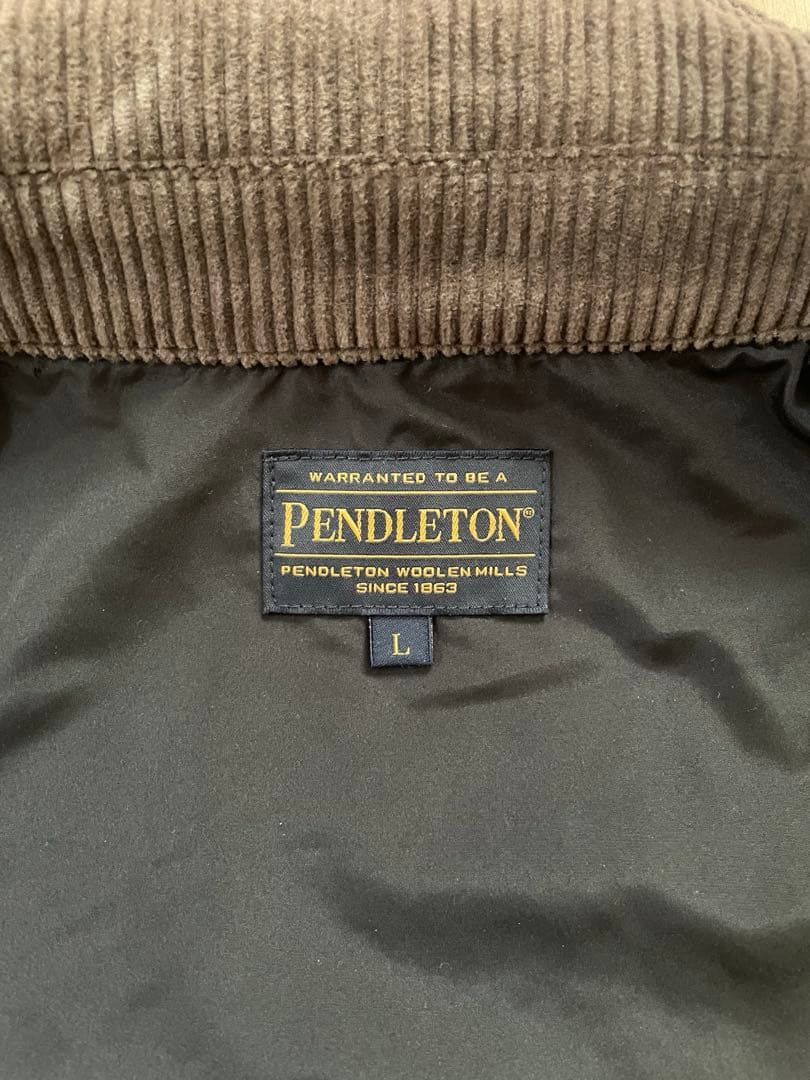 WARRANTED TO BE A
PENDLETON®
PENDLETON WOOLEN MILLS
SINCE 1863
L